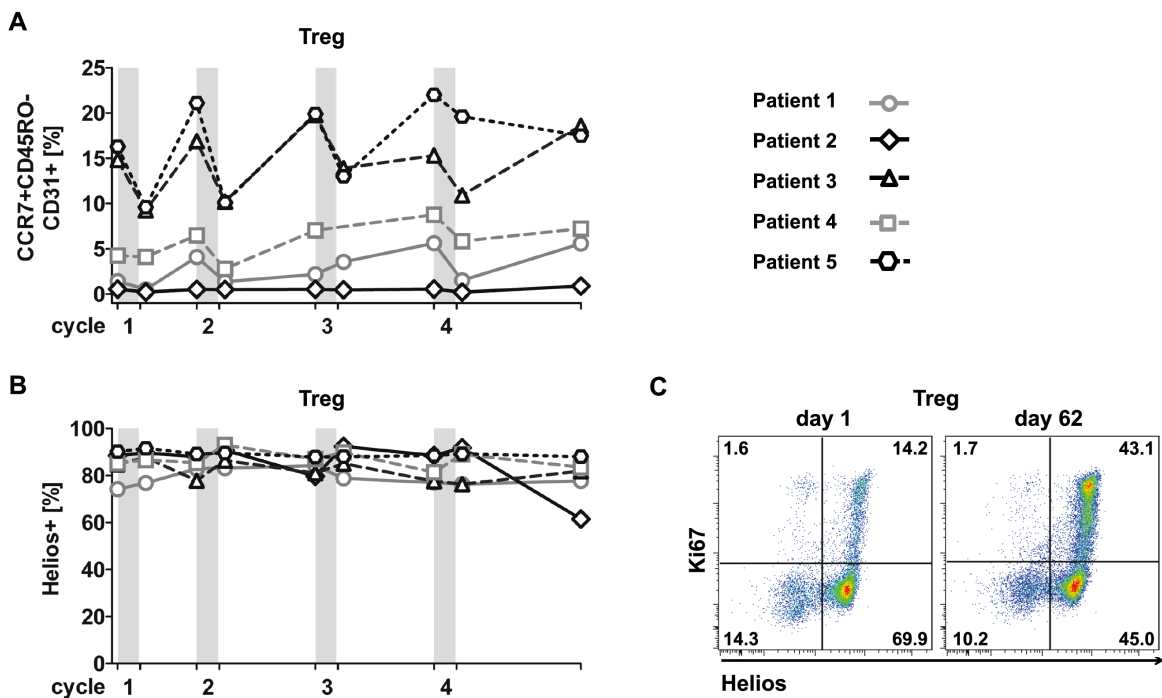 A
Treg
CCR7+CD45RO-
CD31+ [%]
25
20
15
10
5
0
cycle 1 2 3 4
Patient 1
Patient 2
Patient 3
Patient 4
Patient 5
B
Treg
Helios+ [%]
100
80
60
40
20
0
cycle 1 2 3 4
C
Treg
day 1 day 62
Ki67
1.6 14.2
14.3 69.9
1.7 43.1
10.2 45.0
Helios